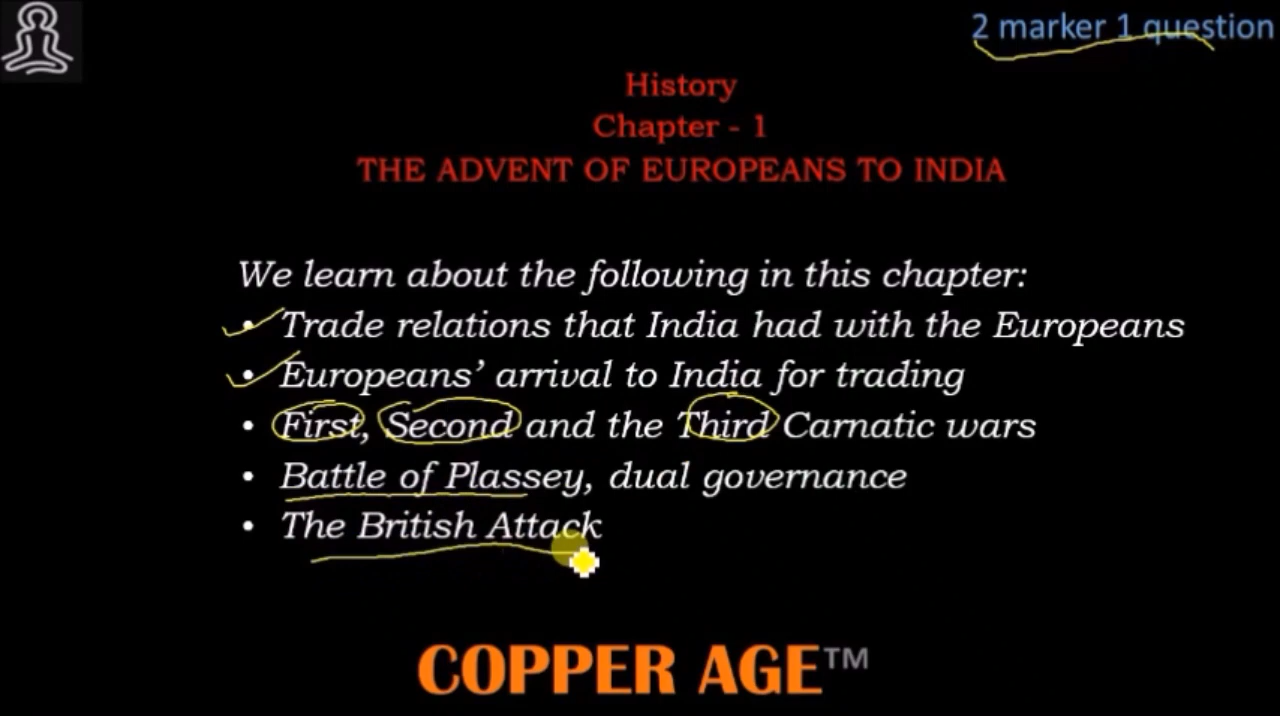 2 marker 1 question
History
Chapter - 1
THE ADVENT OF EUROPEANS TO INDIA
We learn about the following in this chapter:
• Trade relations that India had with the Europeans
• Europeans’ arrival to India for trading
• First, Second and the Third Carnatic wars
• Battle of Plassey, dual governance
• The British Attack
COPPER AGE™